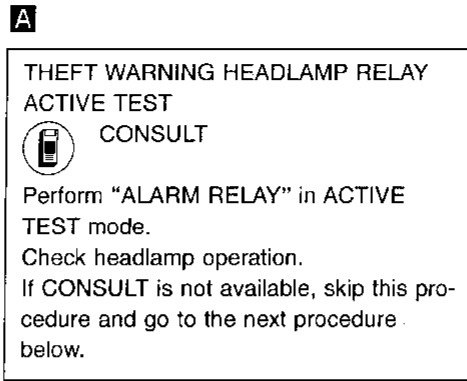 A
THEFT WARNING HEADLAMP RELAY
ACTIVE TEST
CONSULT
Perform “ALARM RELAY” in ACTIVE
TEST mode.
Check headlamp operation.
If CONSULT is not available, skip this pro-
cedure and go to the next procedure
below.